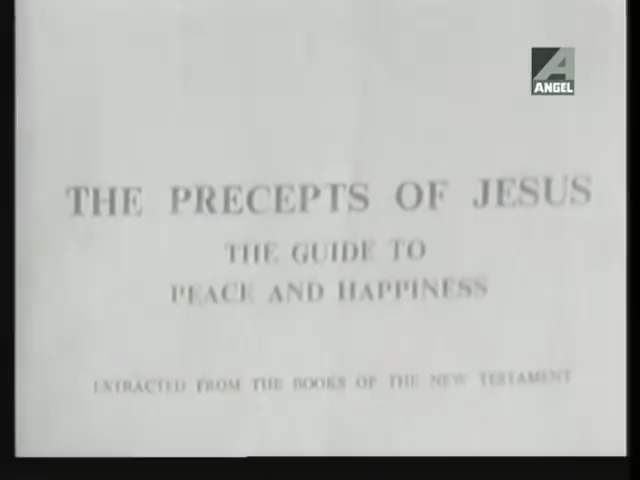 A
ANGEL
THE PRECEPTS OF JESUS
THE GUIDE TO
PEACE AND HAPPINESS
EXTRACTED FROM THE BOOKS OF THE NEW TESTAMENT